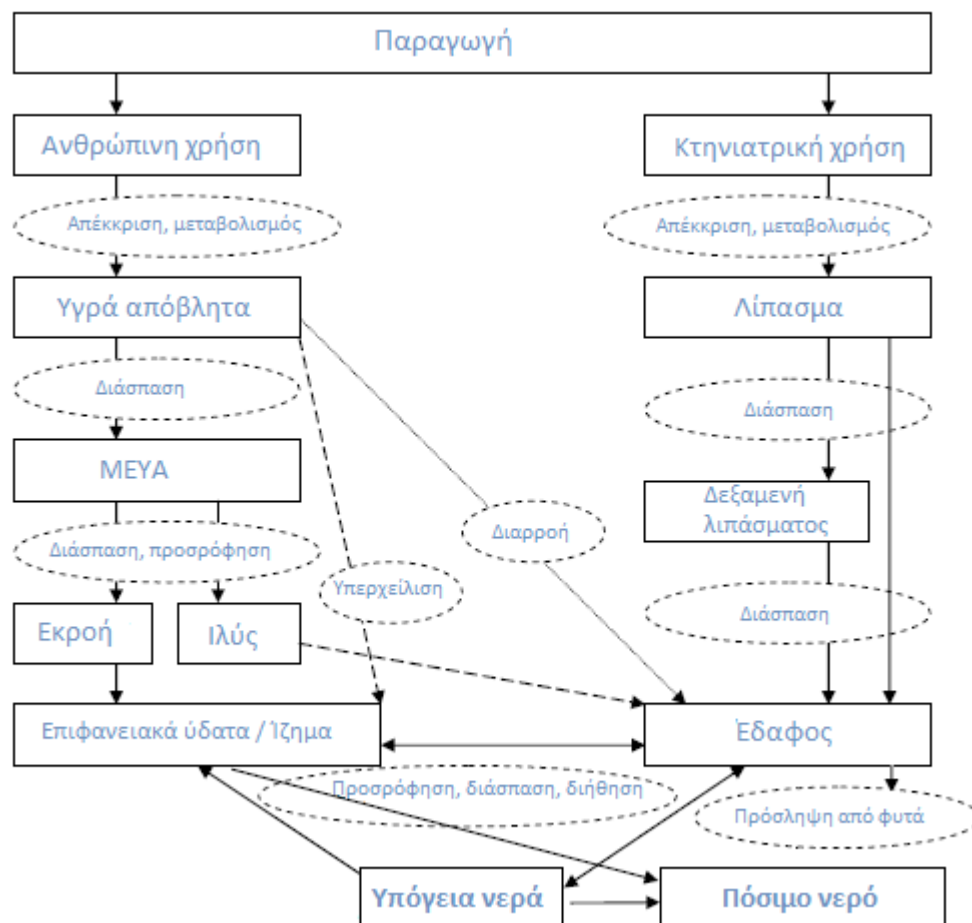 Παραγωγή
Ανθρώπινη χρήση
Κτηνιατρική χρήση
Απέκκριση, μεταβολισμός
Απέκκριση, μεταβολισμός
Υγρά απόβλητα
Λίπασμα
Διάσπαση
Διάσπαση
ΜΕΥΑ
Δεξαμενή
λιπάσματος
Διάσπαση, προσρόφηση
Διαρροή
Υπερχείλιση
Διάσπαση
Εκροή
Ιλύς
Επιφανειακά ύδατα / Ίζημα
Έδαφος
Προσρόφηση, διάσπαση, διήθηση
Πρόσληψη από φυτά
Υπόγεια νερά
Πόσιμο νερό